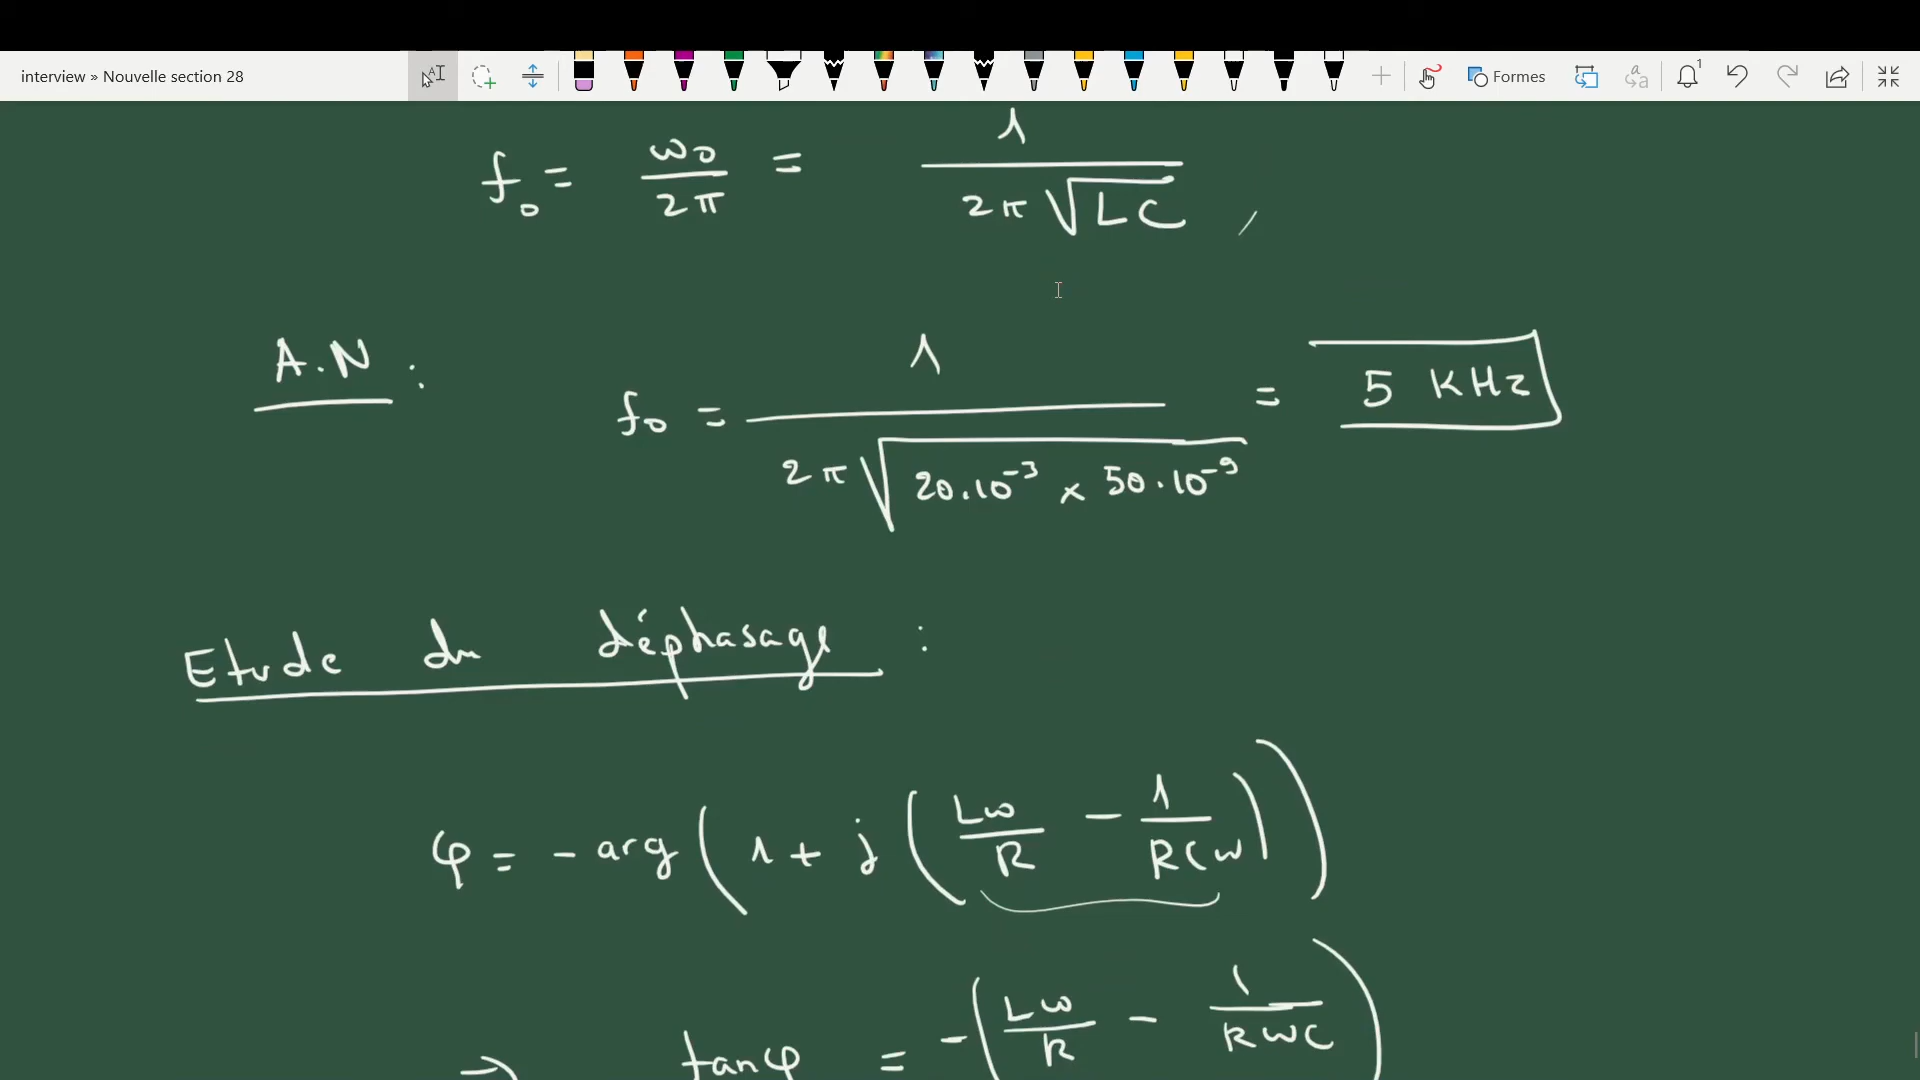 interview » Nouvelle section 28
Formes
1
f₀ = ω₀ / 2π = 1 / 2π√LC ,
A.N :
f₀ = 1 / 2π√20.10⁻³ × 50.10⁻⁹ = 5 KHz
Etude du déphasage :
φ = - arg(1 + j(Lω/R - 1/RCω))
⇒ tanφ = -(Lω/R - 1/RωC)